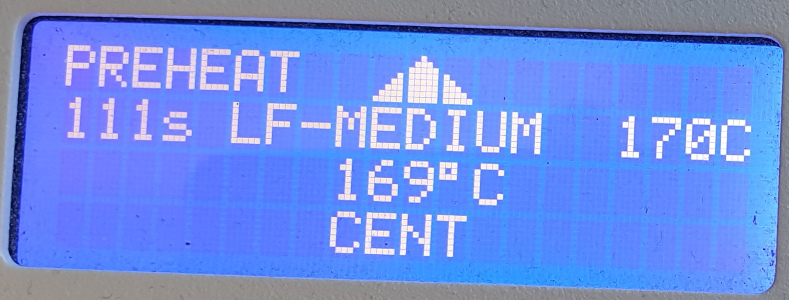 PREHEAT
111s LF-MEDIUM 170C
169°C
CENT